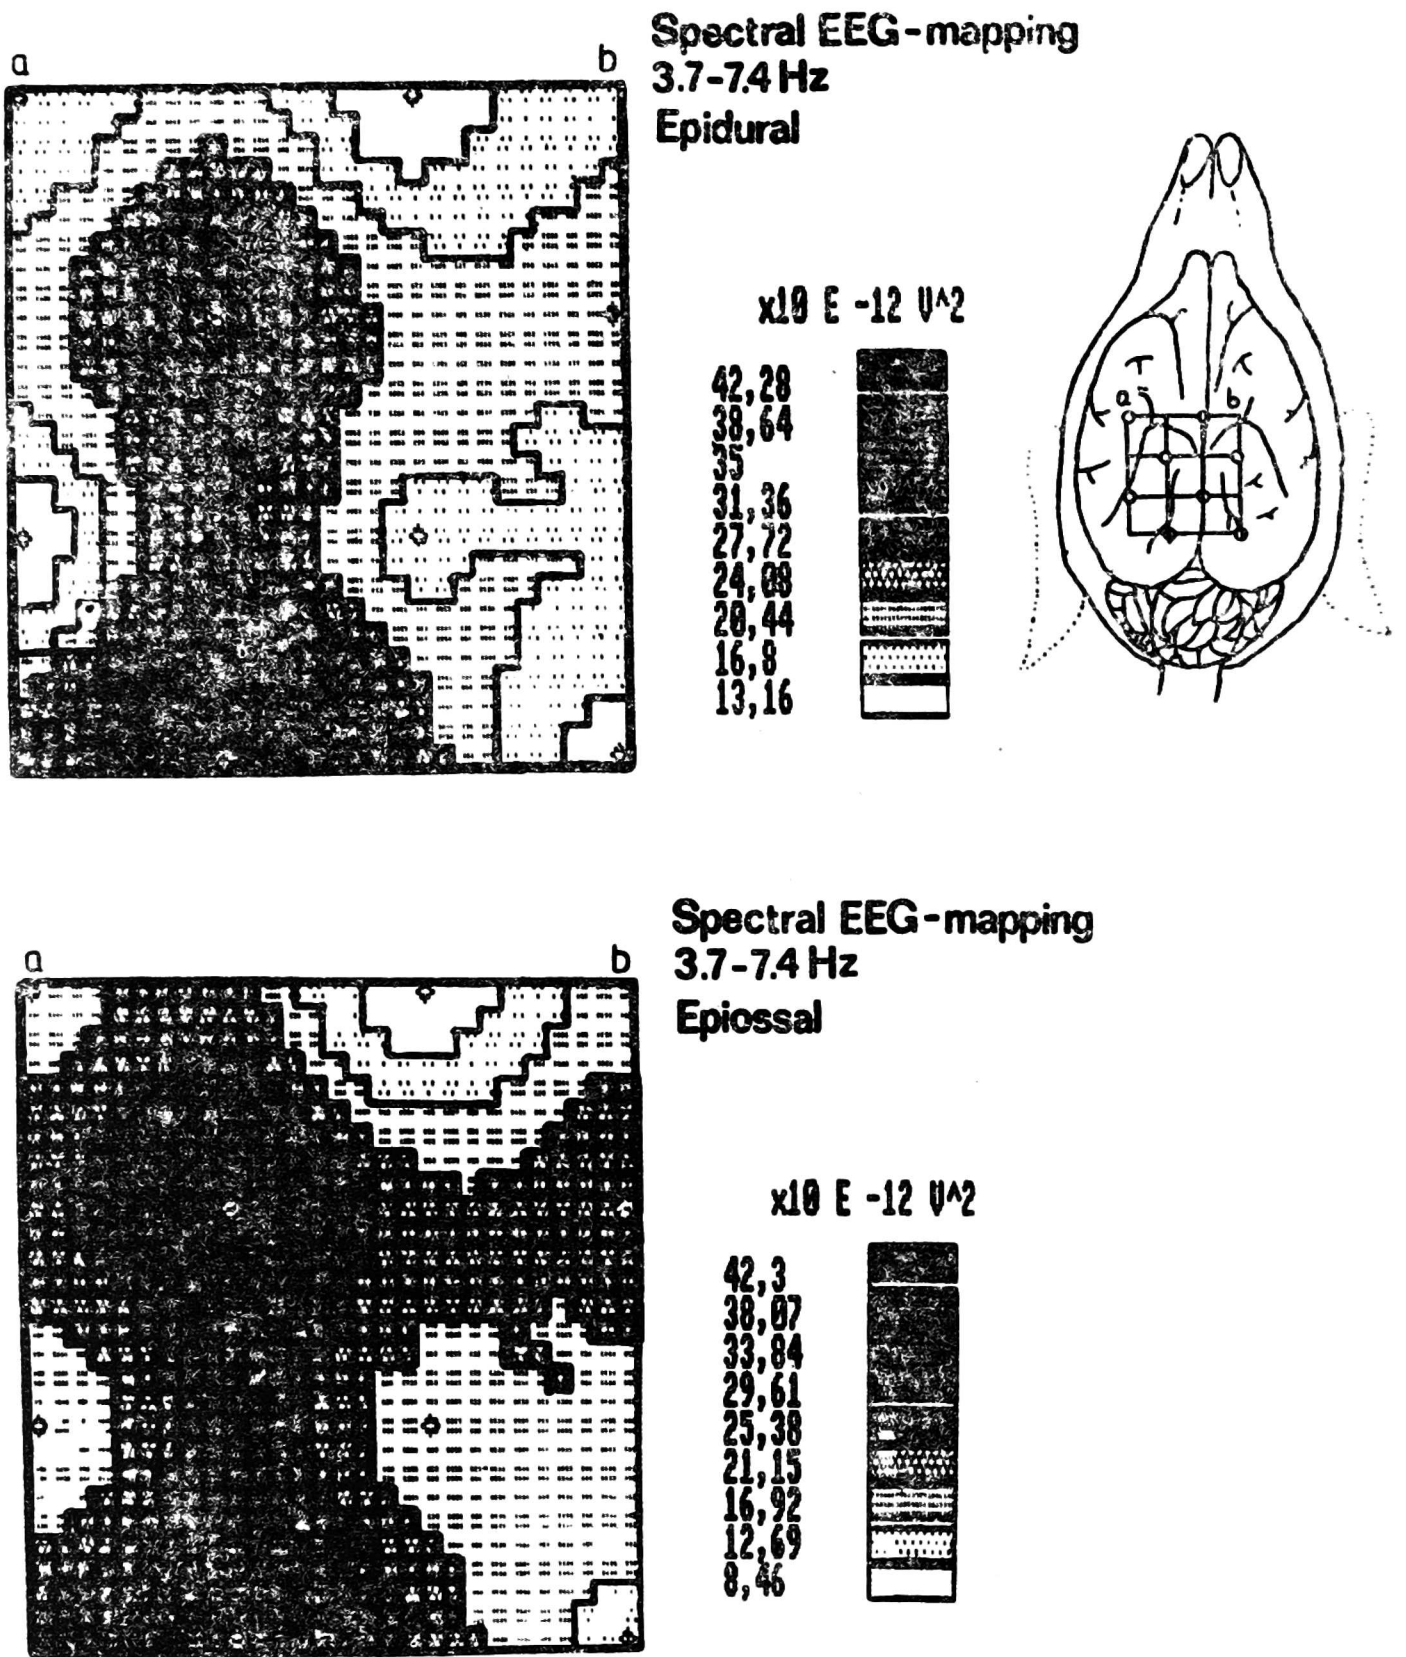 a
b
Spectral EEG-mapping
3.7-7.4 Hz
Epidural
x10 E -12 V^2
42,28
38,64
35
31,36
27,72
24,08
20,44
16,8
13,16
a
b
a
b
Spectral EEG-mapping
3.7-7.4 Hz
Epiossal
x10 E -12 V^2
42,3
38,07
33,84
29,61
25,38
21,15
16,92
12,69
8,46